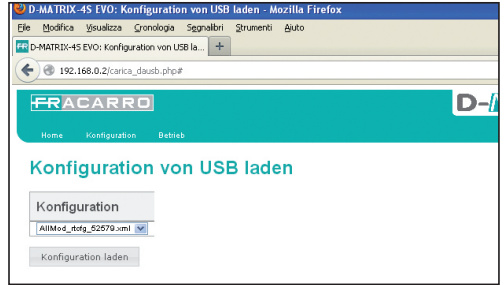 D-MATRIX-4S EVO: Konfiguration von USB laden - Mozilla Firefox
File Modifica Visualizza Cronologia Segnalibri Strumenti Aiuto
FR D-MATRIX-4S EVO: Konfiguration von USB la... +
192.168.0.2/carica_dausb.php#
FRACARRO
D-
Home Konfiguration Betrieb
Konfiguration von USB laden
Konfiguration
AllMod_rtcfg_52579.xml
Konfiguration laden